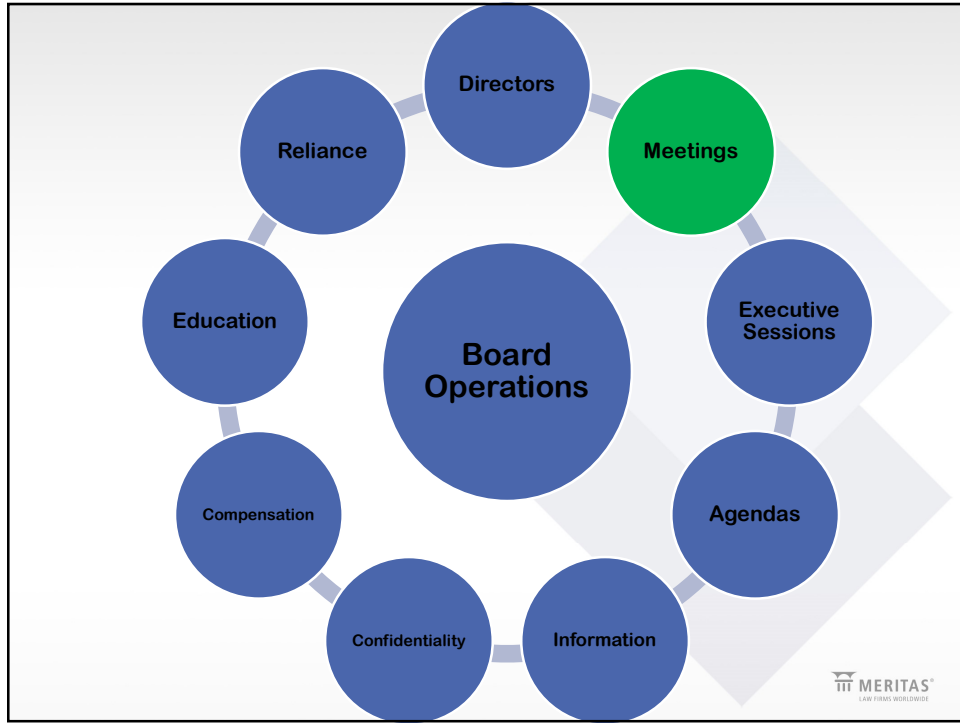 Directors
Meetings
Executive
Sessions
Agendas
Information
Confidentiality
Compensation
Education
Reliance
Board
Operations
MERITAS®
LAW FIRMS WORLDWIDE